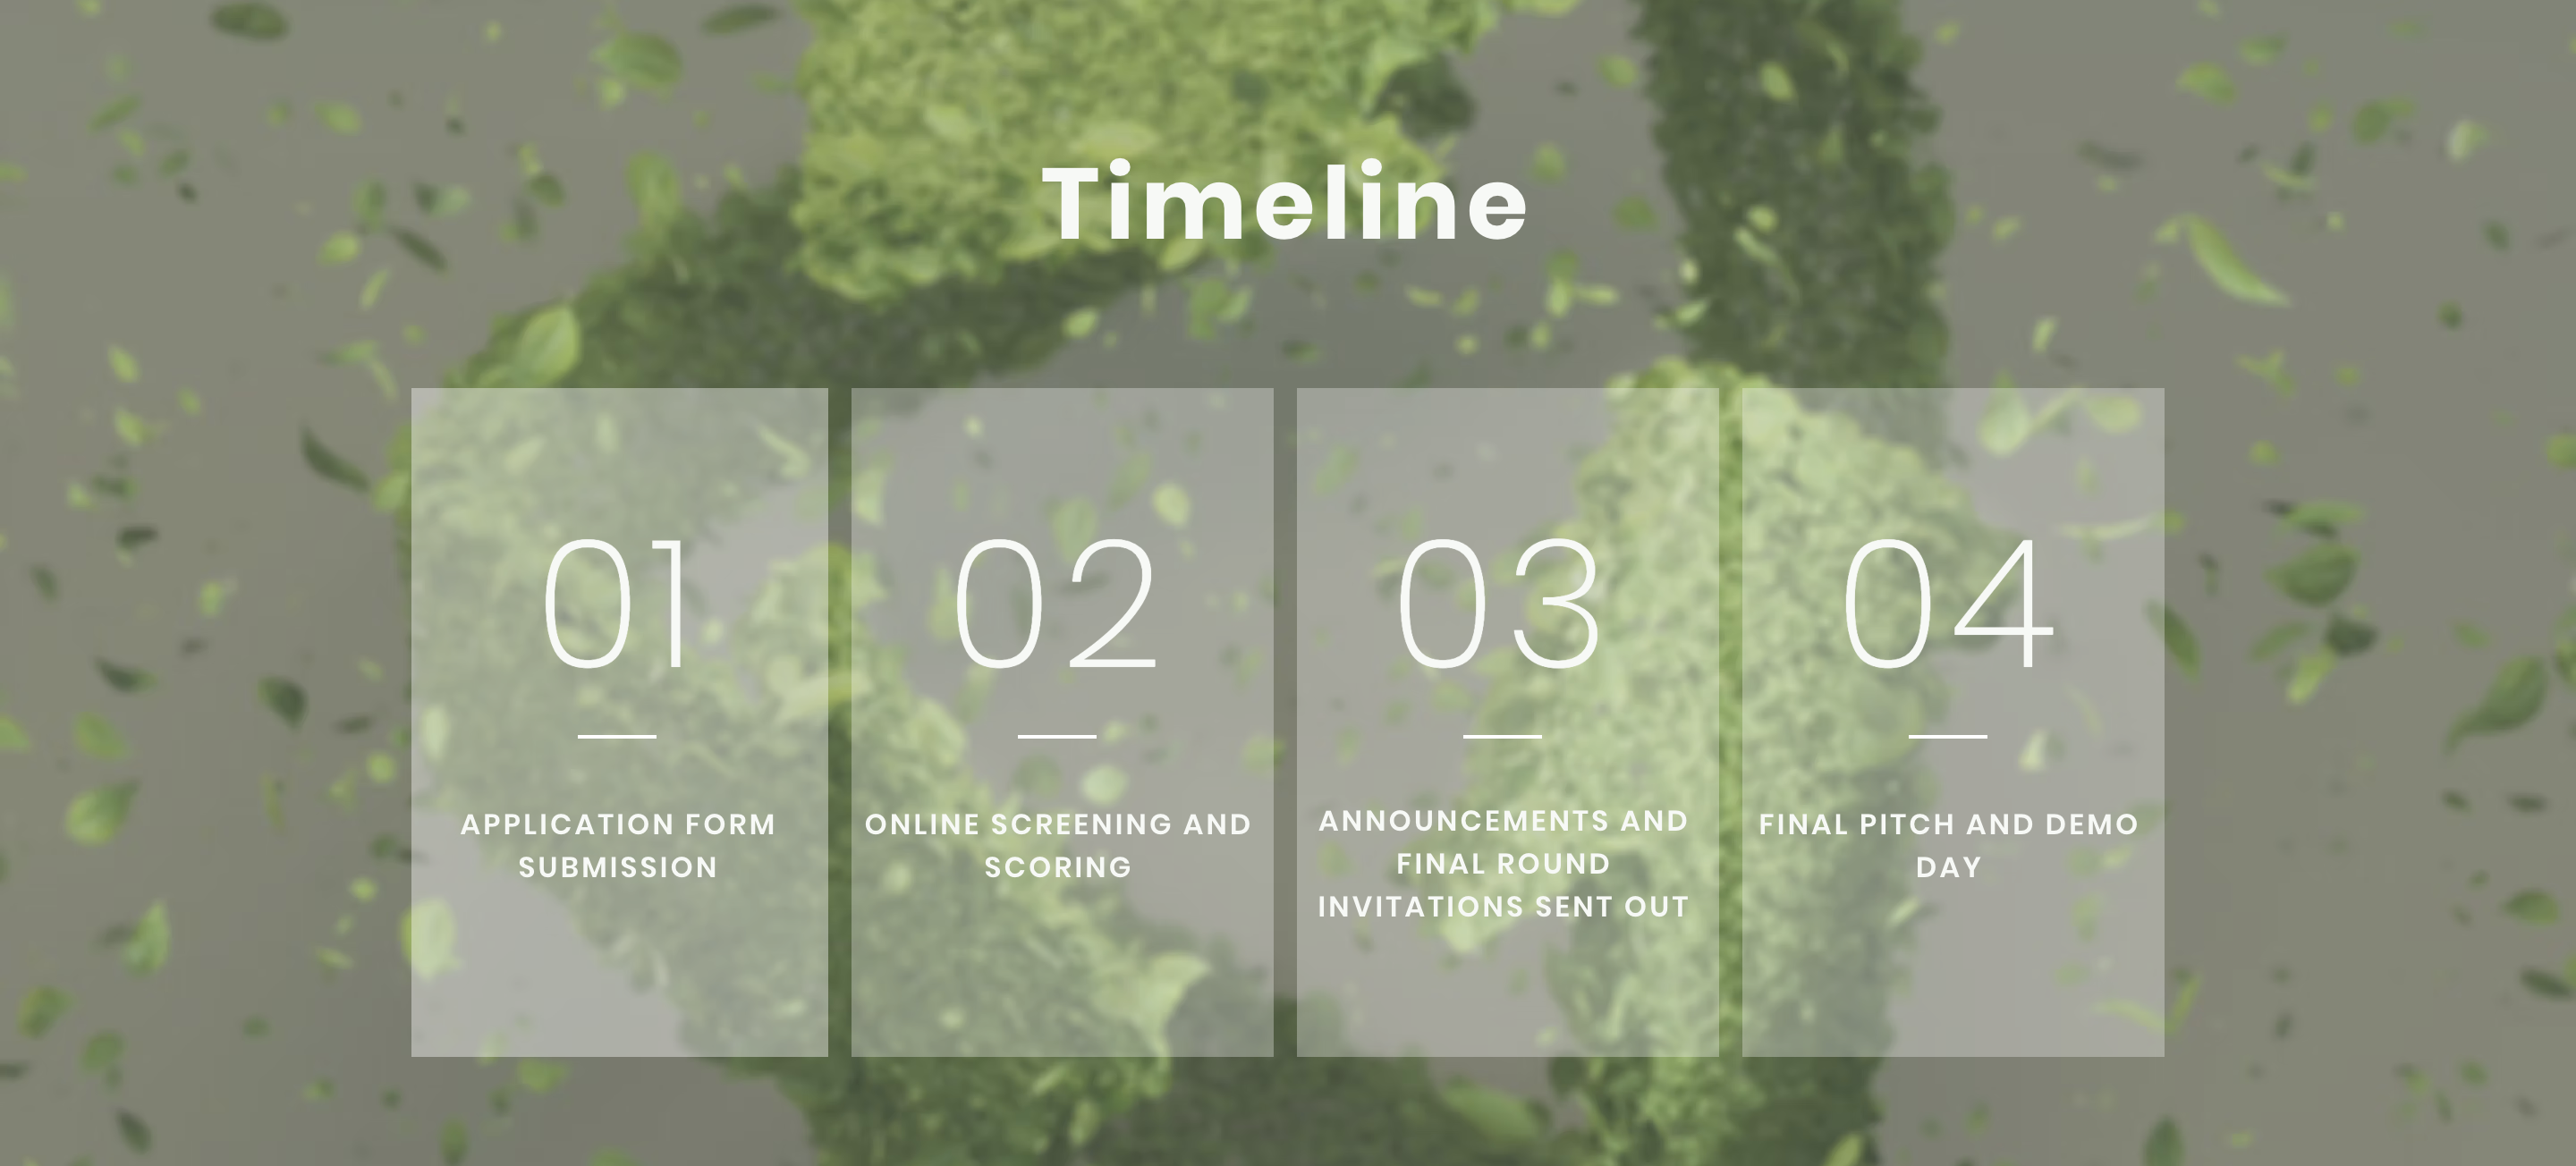 Timeline
01
APPLICATION FORM
SUBMISSION
02
ONLINE SCREENING AND
SCORING
03
ANNOUNCEMENTS AND
FINAL ROUND
INVITATIONS SENT OUT
04
FINAL PITCH AND DEMO
DAY